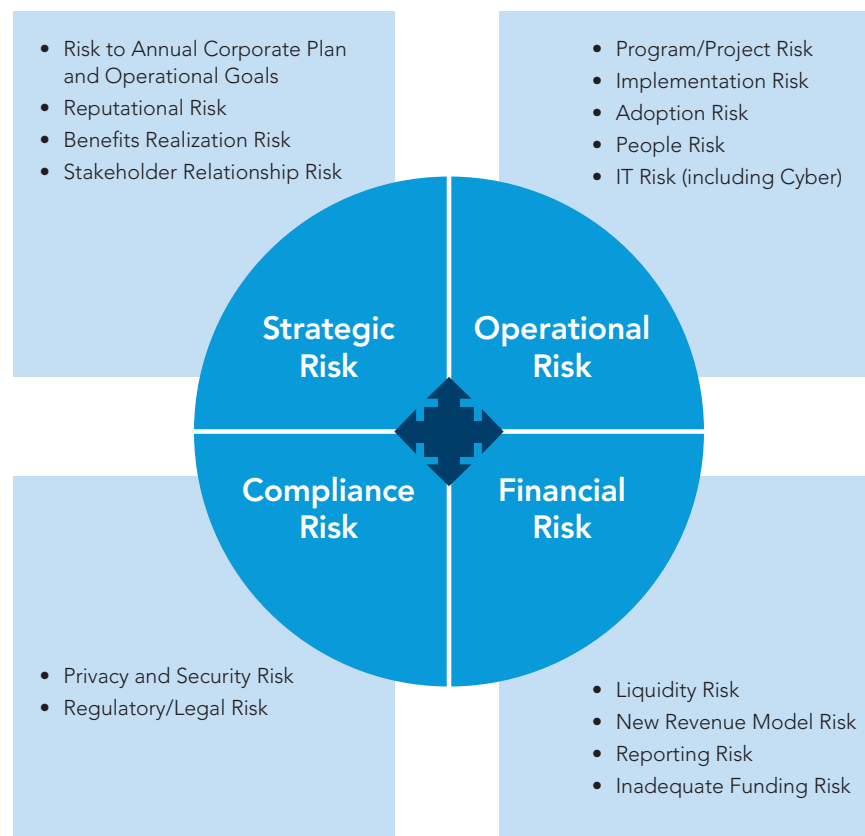 • Risk to Annual Corporate Plan
and Operational Goals
• Reputational Risk
• Benefits Realization Risk
• Stakeholder Relationship Risk
• Program/Project Risk
• Implementation Risk
• Adoption Risk
• People Risk
• IT Risk (including Cyber)
Strategic
Risk
Operational
Risk
Compliance
Risk
Financial
Risk
• Privacy and Security Risk
• Regulatory/Legal Risk
• Liquidity Risk
• New Revenue Model Risk
• Reporting Risk
• Inadequate Funding Risk